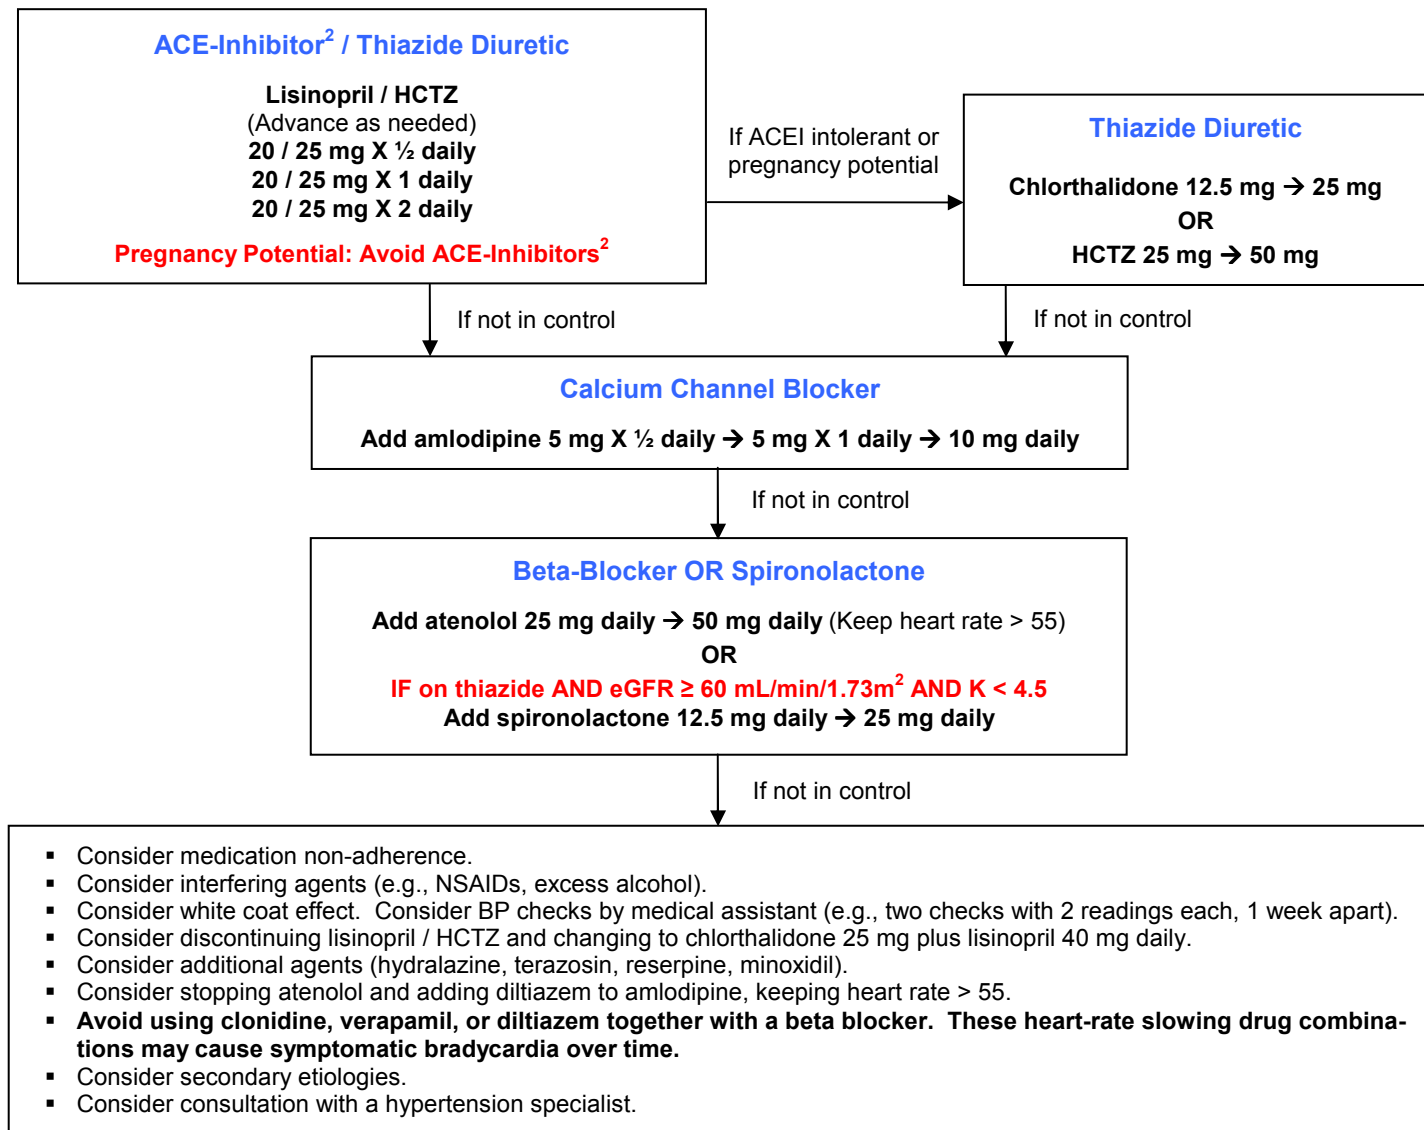 ACE-Inhibitor² / Thiazide Diuretic
Lisinopril / HCTZ
(Advance as needed)
20 / 25 mg X ½ daily
20 / 25 mg X 1 daily
20 / 25 mg X 2 daily
Pregnancy Potential: Avoid ACE-Inhibitors²
If ACEI intolerant or
pregnancy potential
Thiazide Diuretic
Chlorthalidone 12.5 mg → 25 mg
OR
HCTZ 25 mg → 50 mg
If not in control
If not in control
Calcium Channel Blocker
Add amlodipine 5 mg X ½ daily → 5 mg X 1 daily → 10 mg daily
If not in control
Beta-Blocker OR Spironolactone
Add atenolol 25 mg daily → 50 mg daily (Keep heart rate > 55)
OR
IF on thiazide AND eGFR ≥ 60 mL/min/1.73m² AND K < 4.5
Add spironolactone 12.5 mg daily → 25 mg daily
If not in control
▪ Consider medication non-adherence.
▪ Consider interfering agents (e.g., NSAIDs, excess alcohol).
▪ Consider white coat effect.  Consider BP checks by medical assistant (e.g., two checks with 2 readings each, 1 week apart).
▪ Consider discontinuing lisinopril / HCTZ and changing to chlorthalidone 25 mg plus lisinopril 40 mg daily.
▪ Consider additional agents (hydralazine, terazosin, reserpine, minoxidil).
▪ Consider stopping atenolol and adding diltiazem to amlodipine, keeping heart rate > 55.
▪ Avoid using clonidine, verapamil, or diltiazem together with a beta blocker.  These heart-rate slowing drug combina-
tions may cause symptomatic bradycardia over time.
▪ Consider secondary etiologies.
▪ Consider consultation with a hypertension specialist.